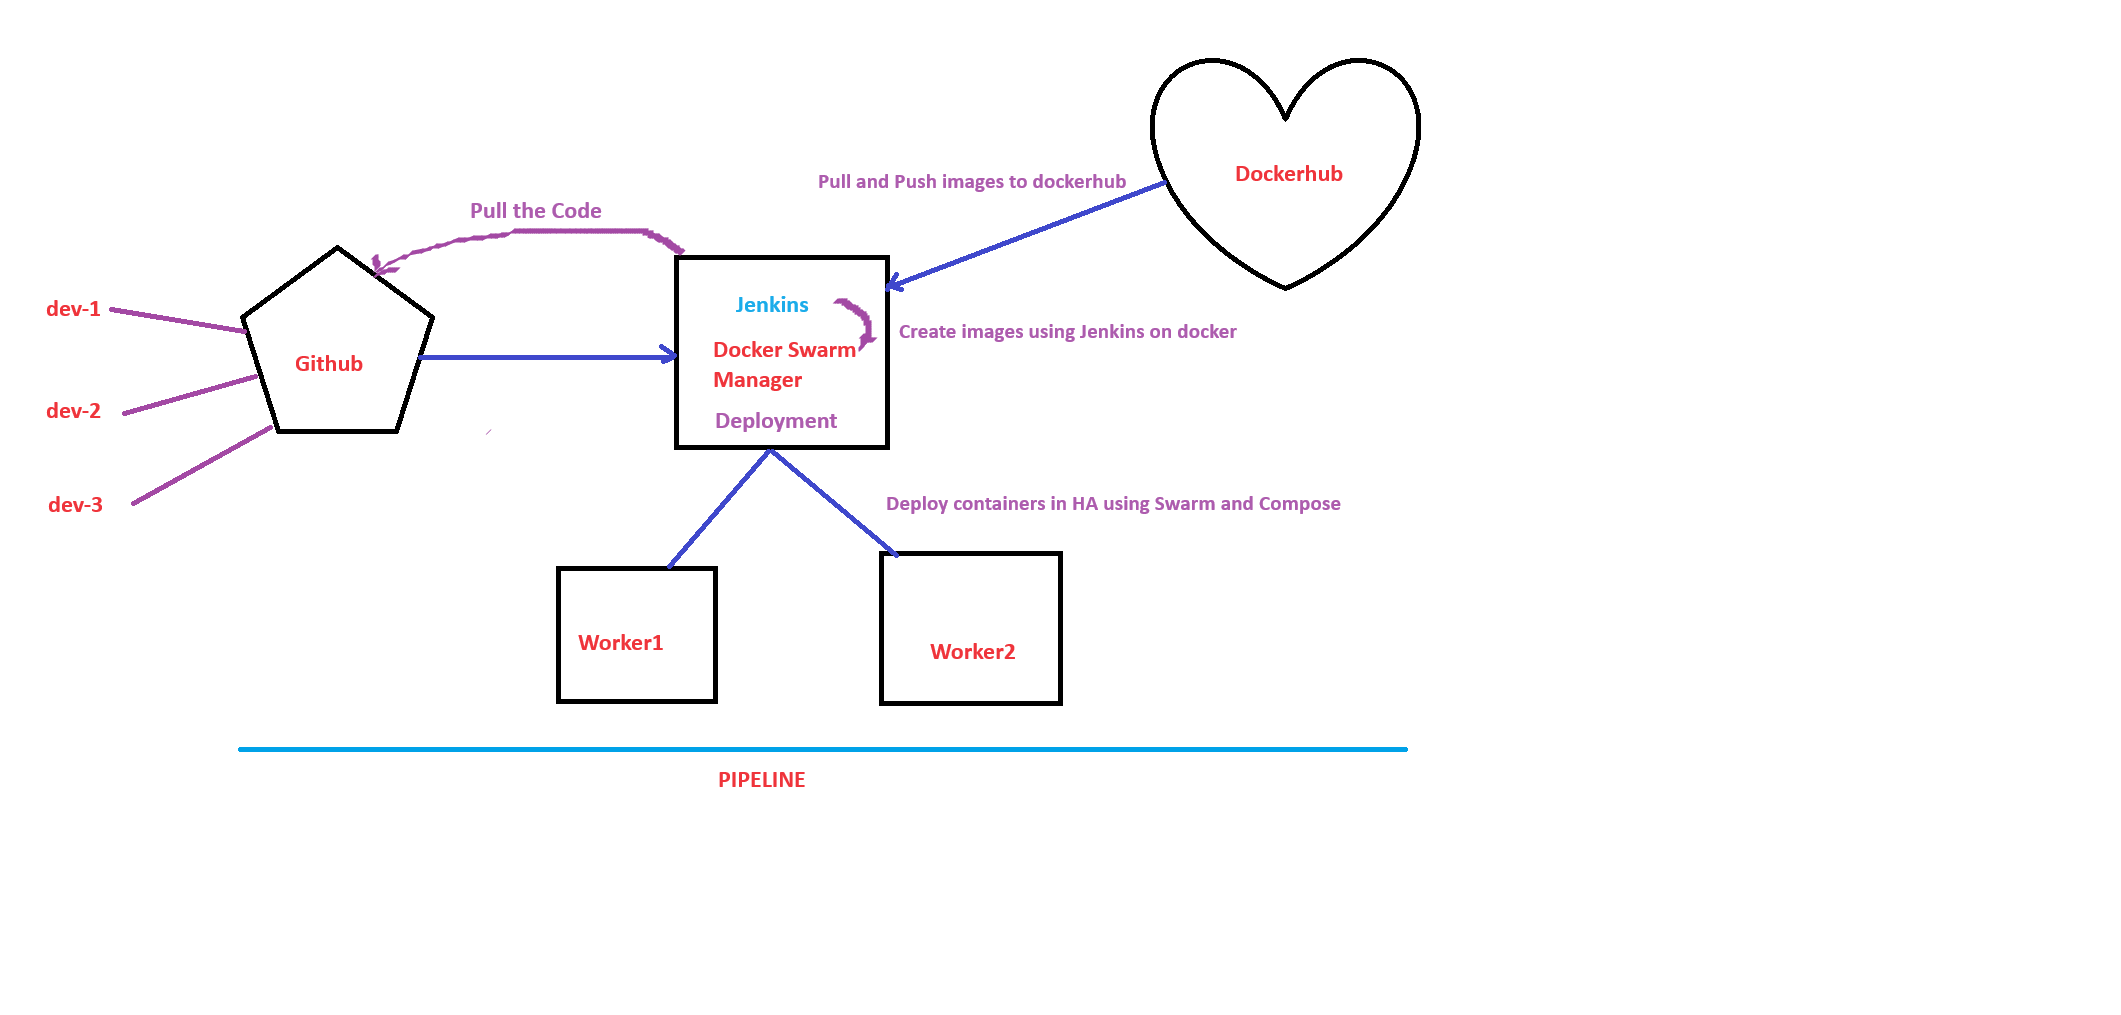 Dockerhub
Pull and Push images to dockerhub
Pull the Code
dev-1
Jenkins
Create images using Jenkins on docker
Github
Docker Swarm
Manager
dev-2
Deployment
dev-3
Deploy containers in HA using Swarm and Compose
Worker1
Worker2
PIPELINE